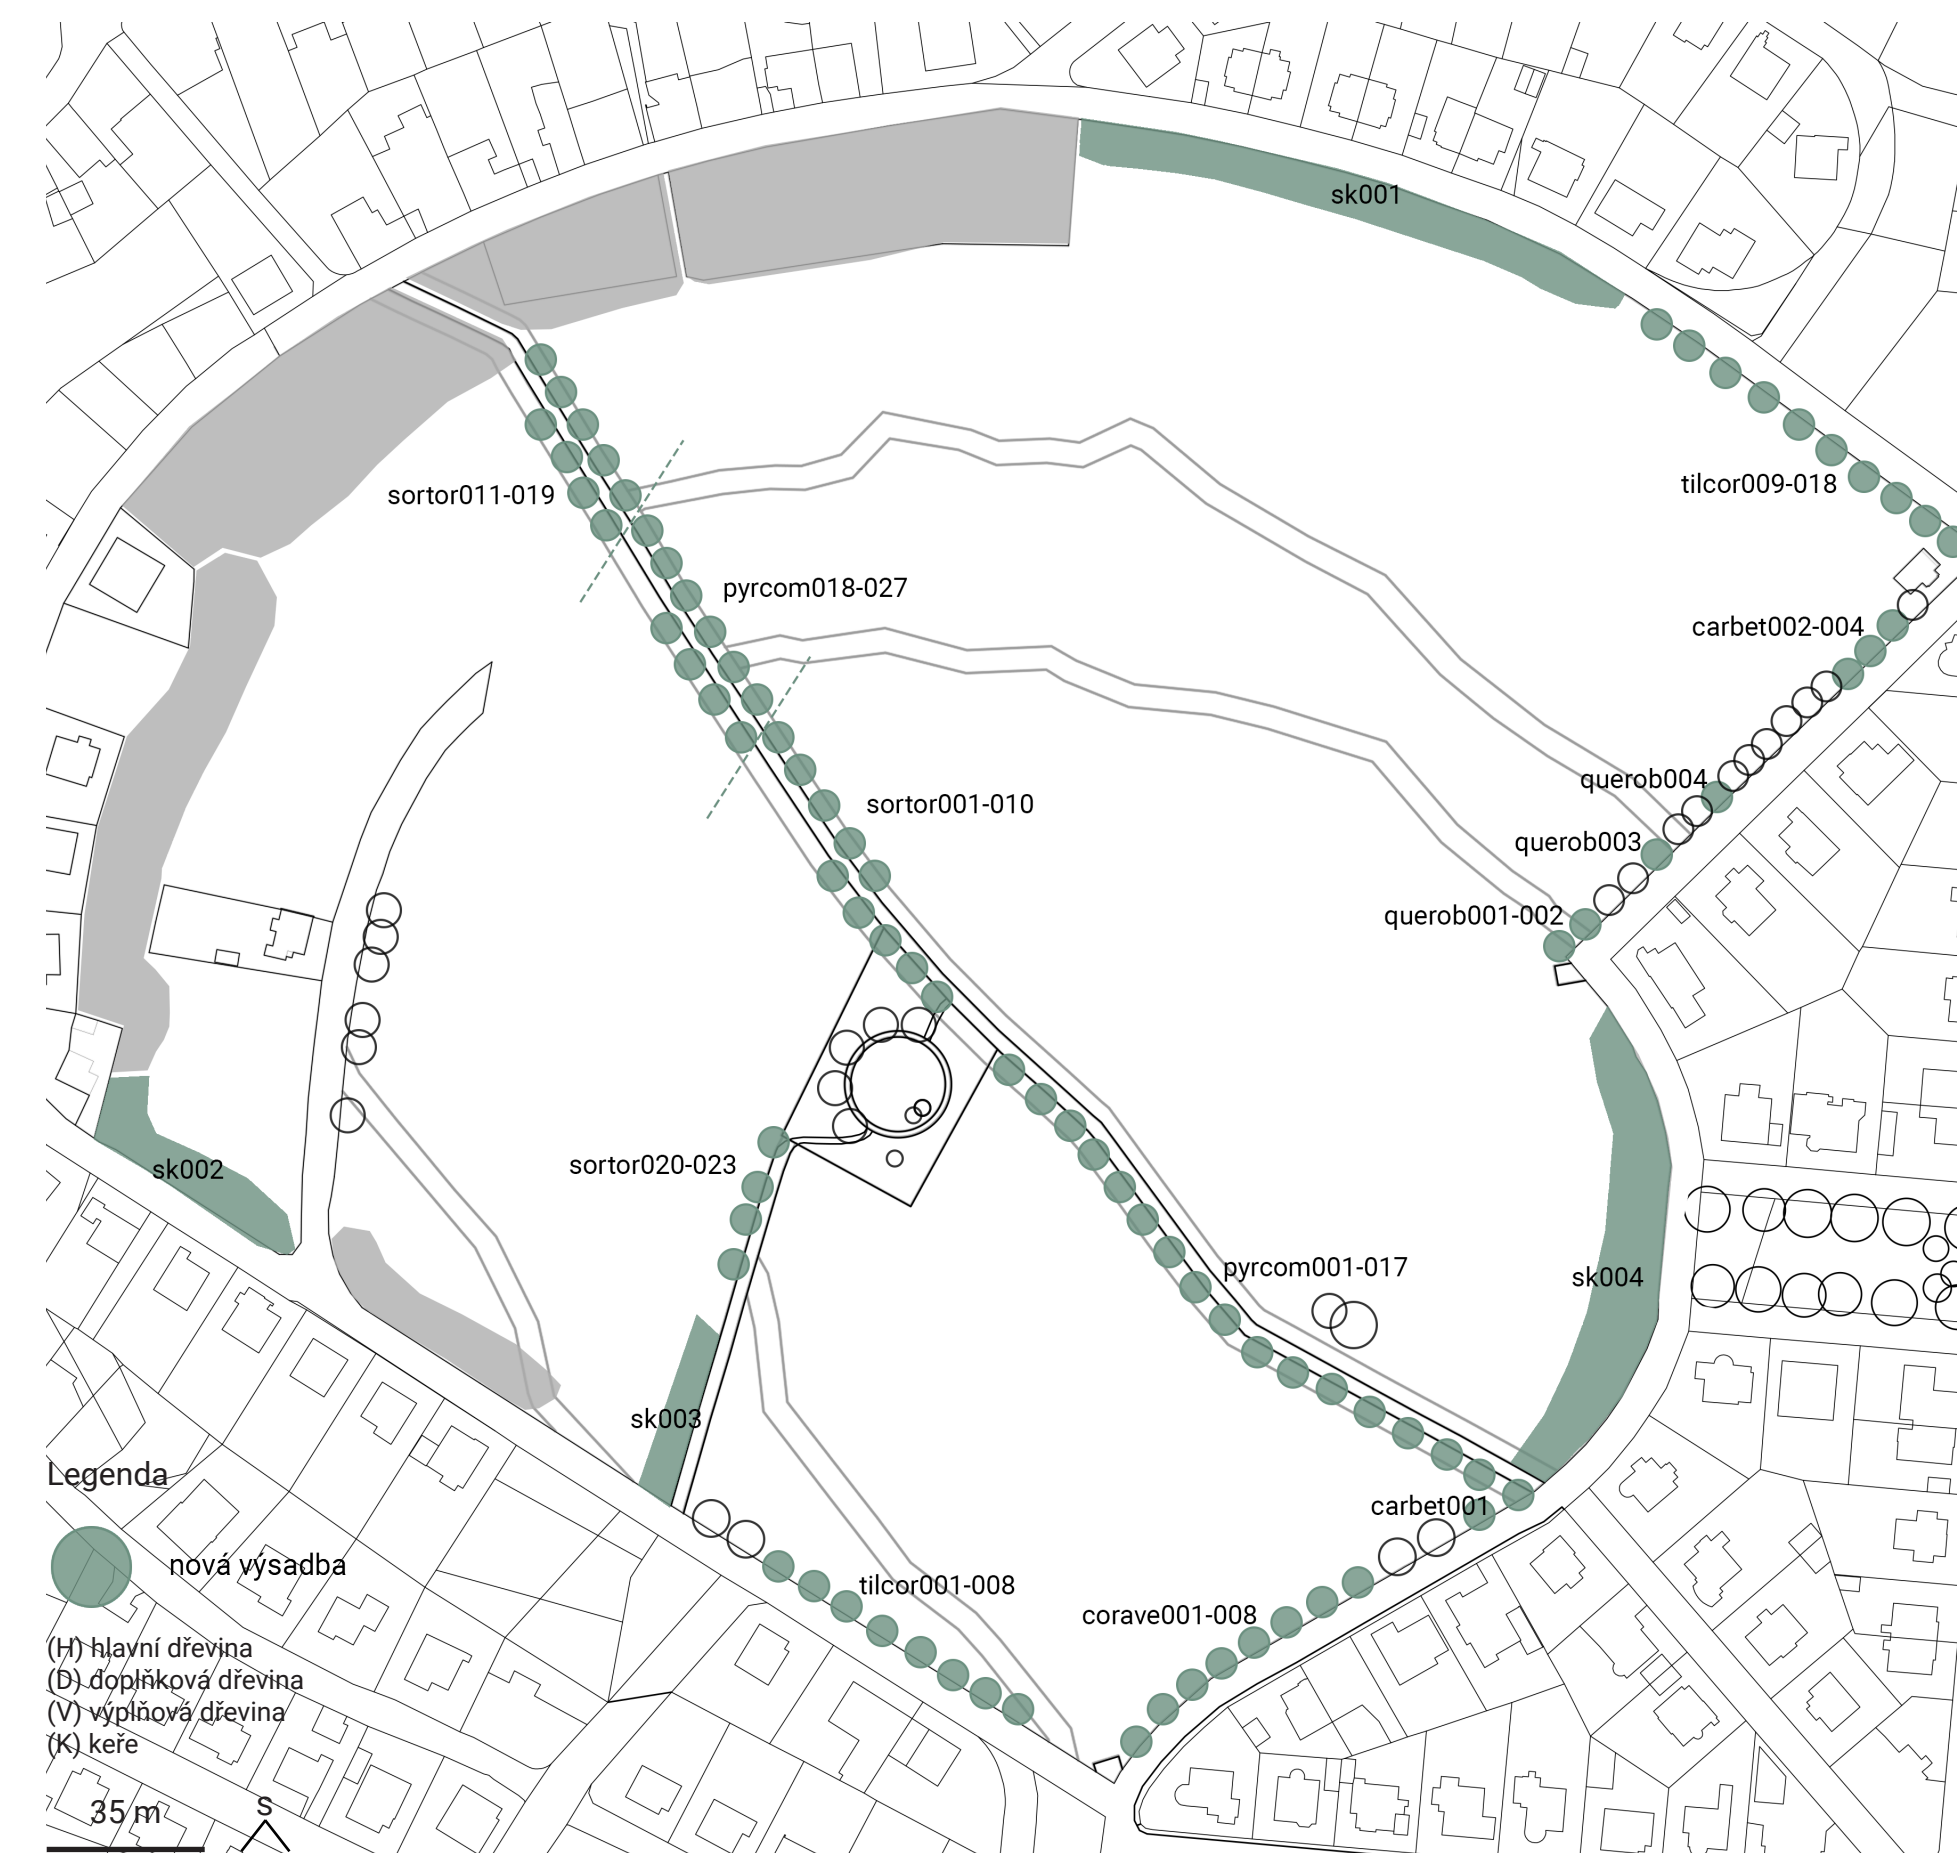 sk001
tilcor009-018
sortor011-019
pyrcom018-027
carbet002-004
querob004
sortor001-010
querob003
querob001-002
sortor020-023
sk002
pyrcom001-017
sk004
sk003
Legenda
carbet001
nová výsadba
tilcor001-008
corave001-008
(H) hlavní dřevina
(D) doplňková dřevina
(V) výplňová dřevina
(K) keře
35 m
S